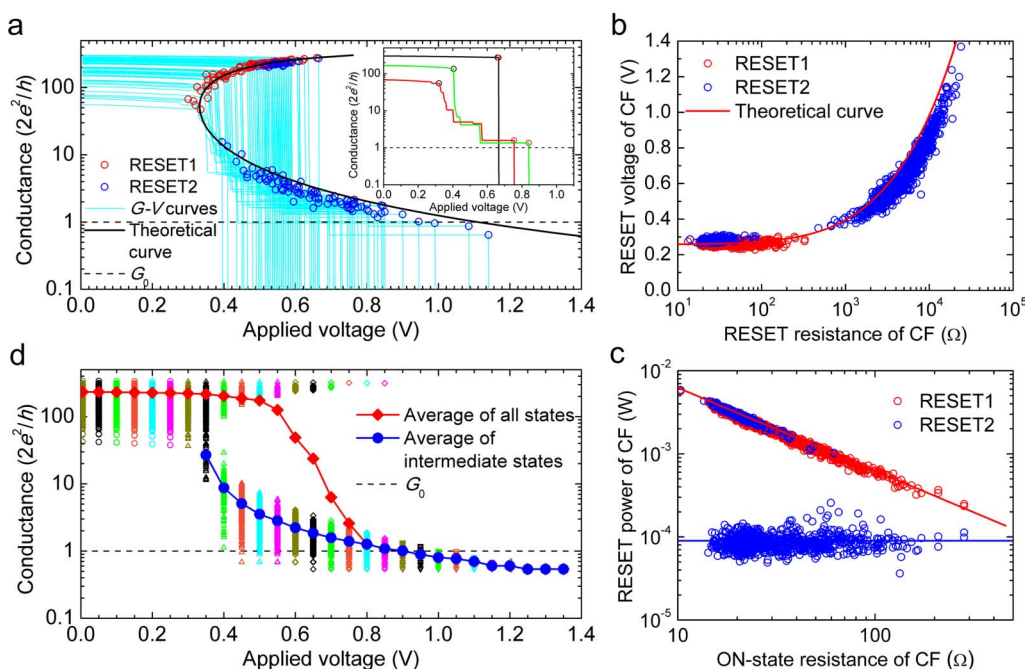 a
Conductance (2e²/h)
100
10
1
0.1
0.0 0.2 0.4 0.6 0.8 1.0 1.2 1.4
Applied voltage (V)
RESET1
RESET2
G-V curves
Theoretical
curve
G₀
Conductance (2e²/h)
100
10
1
0.1
0.0 0.2 0.4 0.6 0.8 1.0
Applied voltage (V)
b
RESET voltage of CF (V)
1.4
1.2
1.0
0.8
0.6
0.4
0.2
0.0
10¹ 10² 10³ 10⁴ 10⁵
RESET resistance of CF (Ω)
RESET1
RESET2
Theoretical curve
d
Conductance (2e²/h)
100
10
1
0.1
0.0 0.2 0.4 0.6 0.8 1.0 1.2 1.4
Applied voltage (V)
Average of all states
Average of
intermediate states
G₀
c
RESET power of CF (W)
10⁻²
10⁻³
10⁻⁴
10⁻⁵
10 100
ON-state resistance of CF (Ω)
RESET1
RESET2